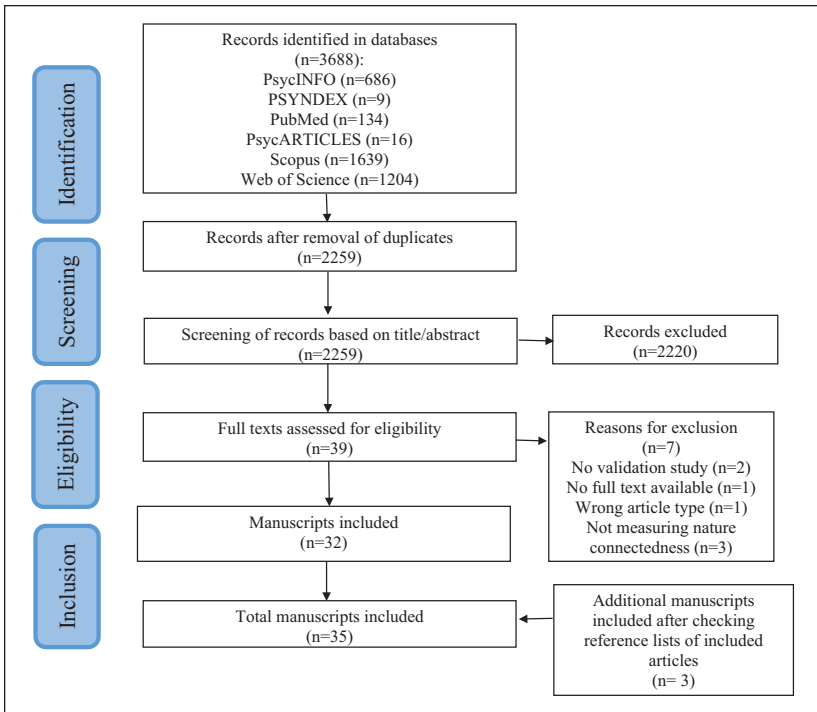 Identification
Records identified in databases
(n=3688):
PsycINFO (n=686)
PSYNDEX (n=9)
PubMed (n=134)
PsycARTICLES (n=16)
Scopus (n=1639)
Web of Science (n=1204)
Records after removal of duplicates
(n=2259)
Screening
Screening of records based on title/abstract
(n=2259)
Records excluded
(n=2220)
Eligibility
Full texts assessed for eligibility
(n=39)
Reasons for exclusion
(n=7)
No validation study (n=2)
No full text available (n=1)
Wrong article type (n=1)
Not measuring nature
connectedness (n=3)
Manuscripts included
(n=32)
Inclusion
Total manuscripts included
(n=35)
Additional manuscripts
included after checking
reference lists of included
articles
(n= 3)